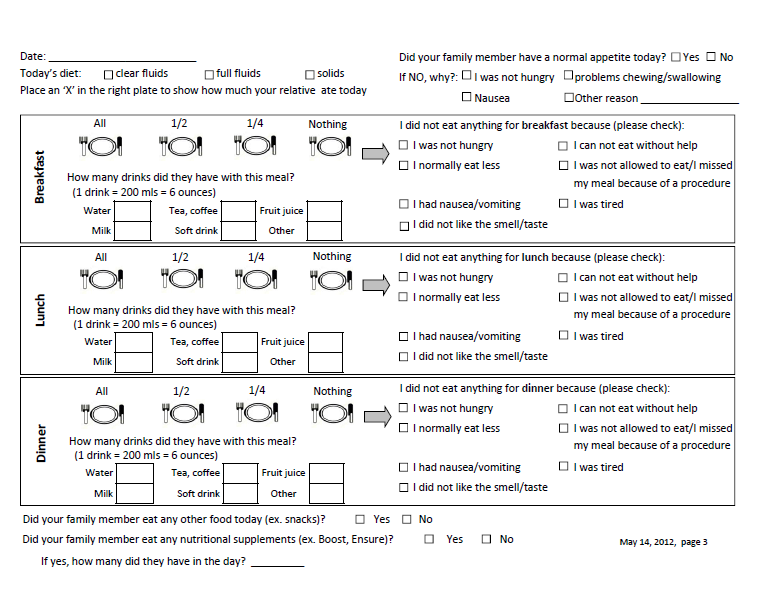 Date: ____________________
Did your family member have a normal appetite today? ☐ Yes ☐ No
Today's diet: ☐ clear fluids ☐ full fluids ☐ solids
If NO, why?: ☐ I was not hungry ☐ problems chewing/swallowing
Place an 'X' in the right plate to show how much your relative ate today
☐ Nausea ☐ Other reason ________________
Breakfast
All 1/2 1/4 Nothing
How many drinks did they have with this meal?
(1 drink = 200 mls = 6 ounces)
Water Tea, coffee Fruit juice
Milk Soft drink Other
I did not eat anything for breakfast because (please check):
☐ I was not hungry ☐ I can not eat without help
☐ I normally eat less ☐ I was not allowed to eat/I missed
my meal because of a procedure
☐ I had nausea/vomiting ☐ I was tired
☐ I did not like the smell/taste
Lunch
All 1/2 1/4 Nothing
How many drinks did they have with this meal?
(1 drink = 200 mls = 6 ounces)
Water Tea, coffee Fruit juice
Milk Soft drink Other
I did not eat anything for lunch because (please check):
☐ I was not hungry ☐ I can not eat without help
☐ I normally eat less ☐ I was not allowed to eat/I missed
my meal because of a procedure
☐ I had nausea/vomiting ☐ I was tired
☐ I did not like the smell/taste
Dinner
All 1/2 1/4 Nothing
How many drinks did they have with this meal?
(1 drink = 200 mls = 6 ounces)
Water Tea, coffee Fruit juice
Milk Soft drink Other
I did not eat anything for dinner because (please check):
☐ I was not hungry ☐ I can not eat without help
☐ I normally eat less ☐ I was not allowed to eat/I missed
my meal because of a procedure
☐ I had nausea/vomiting ☐ I was tired
☐ I did not like the smell/taste
Did your family member eat any other food today (ex. snacks)? ☐ Yes ☐ No
Did your family member eat any nutritional supplements (ex. Boost, Ensure)? ☐ Yes ☐ No
May 14, 2012, page 3
If yes, how many did they have in the day? ________